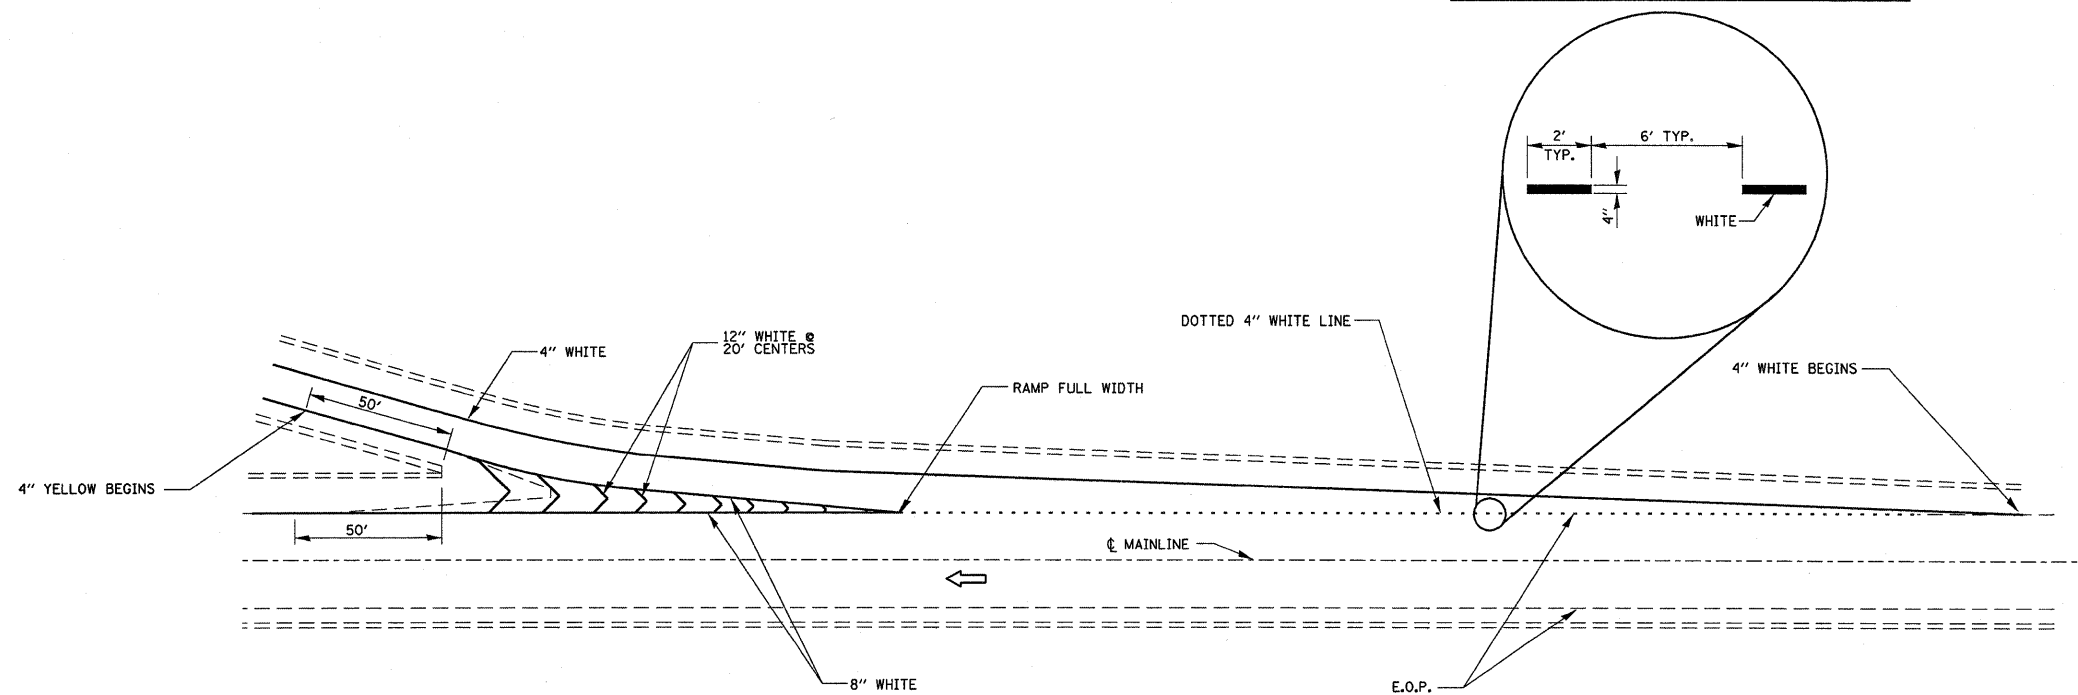 2'
TYP.
6' TYP.
4"
WHITE
DOTTED 4" WHITE LINE
12" WHITE @
20' CENTERS
4" WHITE
4" WHITE BEGINS
RAMP FULL WIDTH
50'
4" YELLOW BEGINS
50'
℄ MAINLINE
8" WHITE
E.O.P.